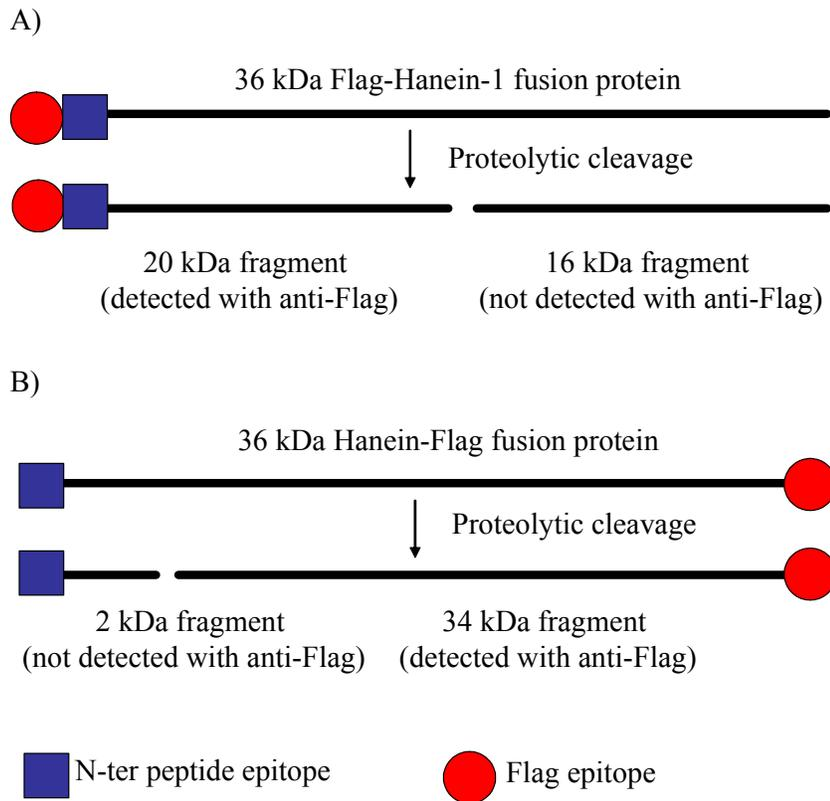 A)
36 kDa Flag-Hanein-1 fusion protein
Proteolytic cleavage
20 kDa fragment
(detected with anti-Flag)
16 kDa fragment
(not detected with anti-Flag)
B)
36 kDa Hanein-Flag fusion protein
Proteolytic cleavage
2 kDa fragment
(not detected with anti-Flag)
34 kDa fragment
(detected with anti-Flag)
N-ter peptide epitope
Flag epitope